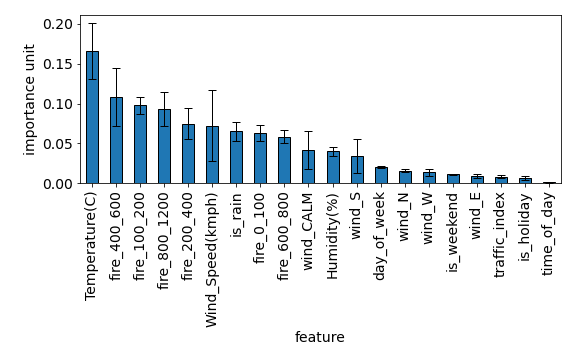 importance unit
0.20
0.15
0.10
0.05
0.00
Temperature(C)
fire_400_600
fire_100_200
fire_800_1200
fire_200_400
Wind_Speed(kmph)
is_rain
fire_0_100
fire_600_800
wind_CALM
Humidity(%)
wind_S
day_of_week
wind_N
wind_W
is_weekend
wind_E
traffic_index
is_holiday
time_of_day
feature